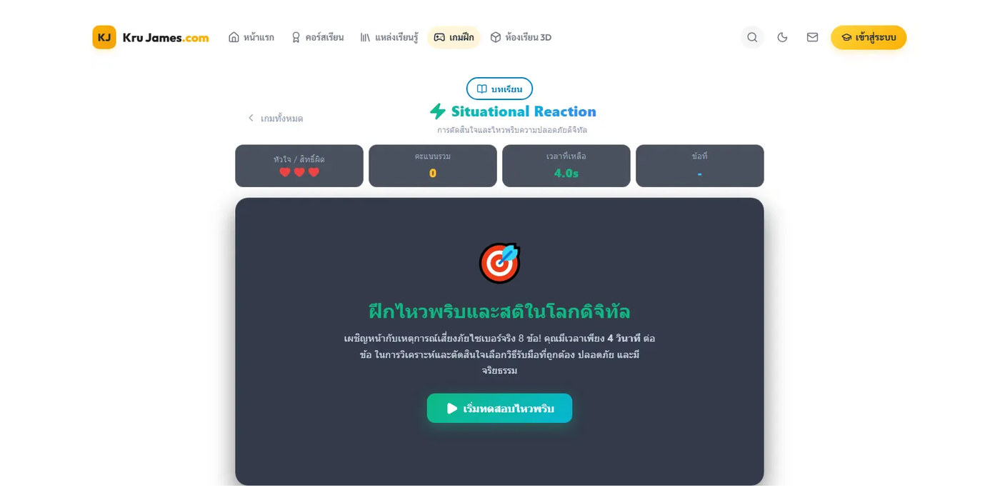 KJ Kru James.com หน้าแรก คอร์สเรียน แหล่งเรียนรู้ เกมฝึก ห้องเรียน 3D เข้าสู่ระบบ
บทเรียน
Situational Reaction
เกมทั้งหมด
การตัดสินใจและไหวพริบความปลอดภัยดิจิทัล
หัวใจ / สิทธิ์ผิด
คะแนนรวม
0
เวลาที่เหลือ
4.0s
ข้อที่
-
ฝึกไหวพริบและสติในโลกดิจิทัล
เผชิญหน้ากับเหตุการณ์เสี่ยงภัยไซเบอร์จริง 8 ข้อ! คุณมีเวลาเพียง 4 วินาที ต่อ
ข้อ ในการวิเคราะห์และตัดสินใจเลือกวิธีรับมือที่ถูกต้อง ปลอดภัย และมี
จริยธรรม
เริ่มทดสอบไหวพริบ